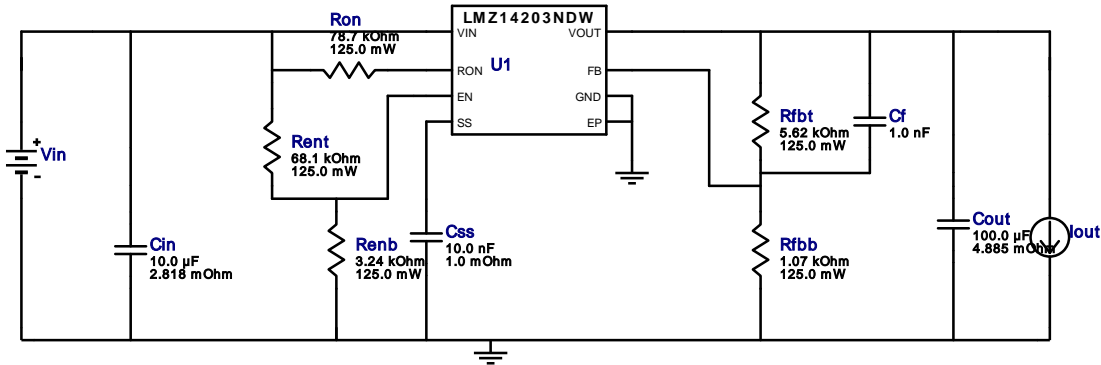 Ron
78.7 kOhm
125.0 mW
LMZ14203NDW
VIN
VOUT
RON
U1
FB
EN
GND
SS
EP
Vin
+
-
Rent
68.1 kOhm
125.0 mW
Rfbt
5.62 kOhm
125.0 mW
Cf
1.0 nF
Cin
10.0 µF
2.818 mOhm
Renb
3.24 kOhm
125.0 mW
Css
10.0 nF
1.0 mOhm
Rfbb
1.07 kOhm
125.0 mW
Cout
100.0 µF
4.885 mOhm
Iout